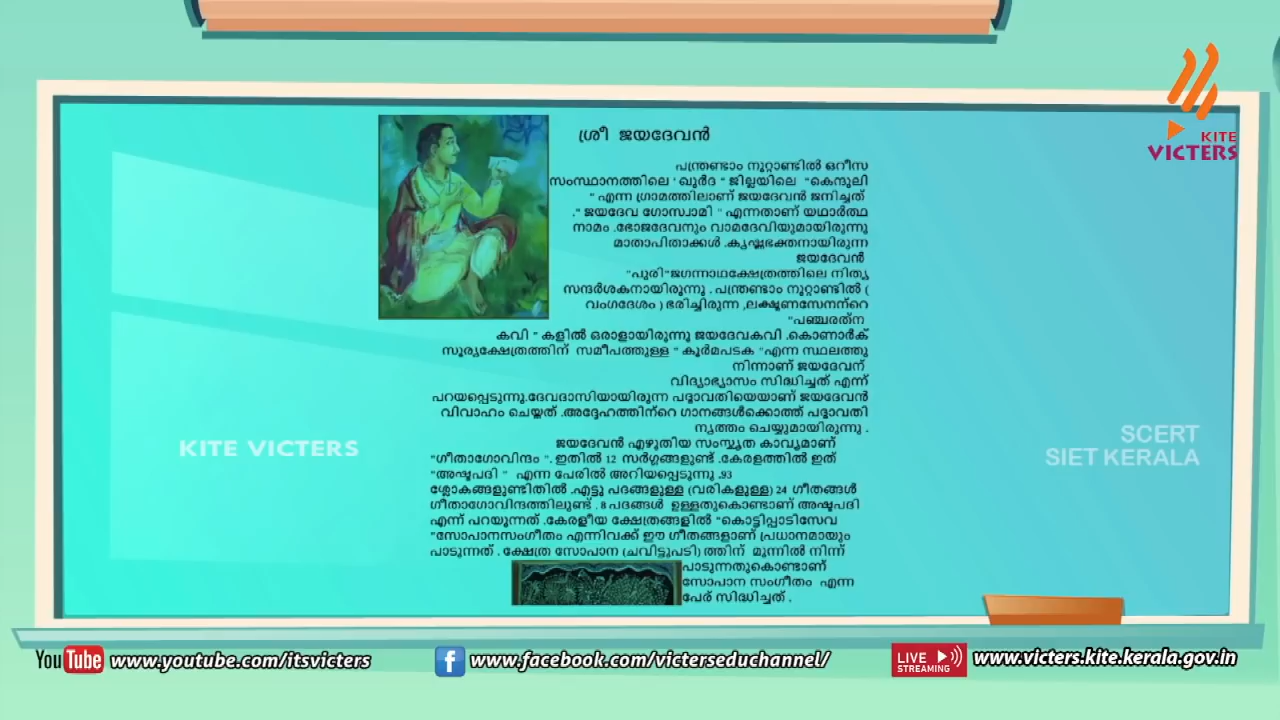 KITE
VICTERS
ശ്രീ ജയദേവൻ
പന്ത്രണ്ടാം നൂറ്റാണ്ടിൽ ഒറീസ
സംസ്ഥാനത്തിലെ ' ഖുർദ " ജില്ലയിലെ "കെന്ദുലി
" എന്ന ഗ്രാമത്തിലാണ് ജയദേവൻ ജനിച്ചത്
." ജയദേവ ഗോസ്വാമി " എന്നതാണ് യഥാർത്ഥ
നാമം .ഭോജദേവനും വാമദേവിയുമായിരുന്നു
മാതാപിതാക്കൾ .കൃഷ്ണഭക്തനായിരുന്ന
ജയദേവൻ
"പുരി"ജഗന്നാഥക്ഷേത്രത്തിലെ നിത്യ
സന്ദർശകനായിരുന്നു . പന്ത്രണ്ടാം നൂറ്റാണ്ടിൽ (
വംഗദേശം ) ഭരിച്ചിരുന്ന ,ലക്ഷ്മണസേനന്റെ
"പഞ്ചരത്ന
കവി " കളിൽ ഒരാളായിരുന്നു ജയദേവകവി .കൊണാർക്
സൂര്യക്ഷേത്രത്തിന് സമീപത്തുള്ള " കൂർമപടക "എന്ന സ്ഥലത്തു
നിന്നാണ് ജയദേവന്
വിദ്യാഭ്യാസം സിദ്ധിച്ചത് എന്ന്
പറയപ്പെടുന്നു.ദേവദാസിയായിരുന്ന പദ്മാവതിയെയാണ് ജയദേവൻ
വിവാഹം ചെയ്തത് .അദ്ദേഹത്തിന്റെ ഗാനങ്ങൾക്കൊത്ത് പദ്മാവതി
നൃത്തം ചെയ്യുമായിരുന്നു .
ജയദേവൻ എഴുതിയ സംസ്കൃത കാവ്യമാണ്
"ഗീതാഗോവിന്ദം ". ഇതിൽ 12 സർഗ്ഗങ്ങളുണ്ട് .കേരളത്തിൽ ഇത്
"അഷ്ടപദി " എന്ന പേരിൽ അറിയപ്പെടുന്നു .93
ശ്ലോകങ്ങളുണ്ടിതിൽ .എട്ടു പദങ്ങളുള്ള (വരികളുള്ള) 24 ഗീതങ്ങൾ
ഗീതാഗോവിന്ദത്തിലുണ്ട് . 8 പദങ്ങൾ ഉള്ളതുകൊണ്ടാണ് അഷ്ടപദി
എന്ന് പറയുന്നത് .കേരളീയ ക്ഷേത്രങ്ങളിൽ "കൊട്ടിപ്പാടിസേവ
"സോപാനസംഗീതം എന്നിവക്ക് ഈ ഗീതങ്ങളാണ് പ്രധാനമായും
പാടുന്നത് . ക്ഷേത്ര സോപാന (ചവിട്ടുപടി) ത്തിന് മുന്നിൽ നിന്ന്
പാടുന്നതുകൊണ്ടാണ്
സോപാന സംഗീതം എന്ന
പേര് സിദ്ധിച്ചത് .
KITE VICTERS
SCERT
SIET KERALA
YouTube www.youtube.com/itsvicters
f www.facebook.com/victerseduchannel/
LIVE STREAMING www.victers.kite.kerala.gov.in